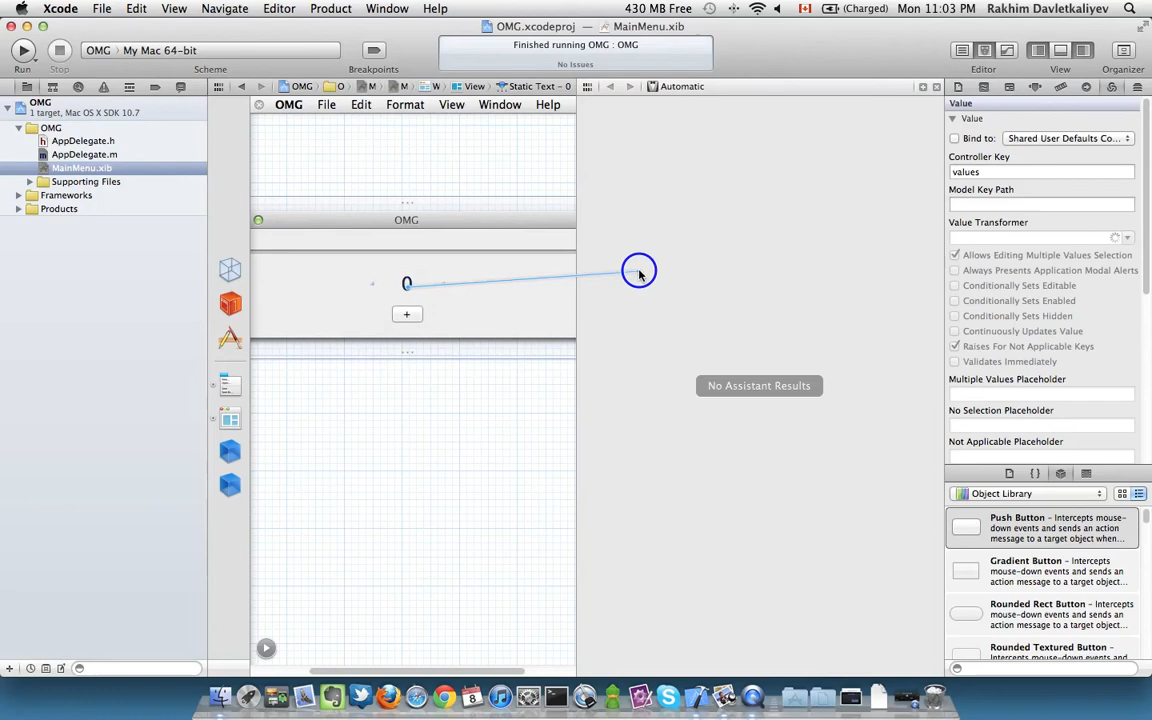 Xcode File Edit View Navigate Editor Product Window Help 430 MB Free (Charged) Mon 11:03 PM Rakhim Davletkaliyev
OMG.xcodeproj MainMenu.xib
OMG My Mac 64-bit
Finished running OMG : OMG
No Issues
Run Stop Scheme Breakpoints Editor View Organizer
OMG O M M W View Static Text - 0 Automatic
OMG
1 target, Mac OS X SDK 10.7
OMG
AppDelegate.h
AppDelegate.m
MainMenu.xib
Supporting Files
Frameworks
Products
OMG File Edit Format View Window Help
OMG
0
+
No Assistant Results
Value
Value
Bind to: Shared User Defaults Co...
Controller Key
values
Model Key Path
Value Transformer
Allows Editing Multiple Values Selection
Always Presents Application Modal Alerts
Conditionally Sets Editable
Conditionally Sets Enabled
Conditionally Sets Hidden
Continuously Updates Value
Raises For Not Applicable Keys
Validates Immediately
Multiple Values Placeholder
No Selection Placeholder
Not Applicable Placeholder
Object Library
Push Button - Intercepts mouse-
down events and sends an action
message to a target object when...
Gradient Button - Intercepts
mouse-down events and sends an
action message to a target object...
Rounded Rect Button - Intercepts
mouse-down events and sends an
action message to a target object...
Rounded Textured Button -
8